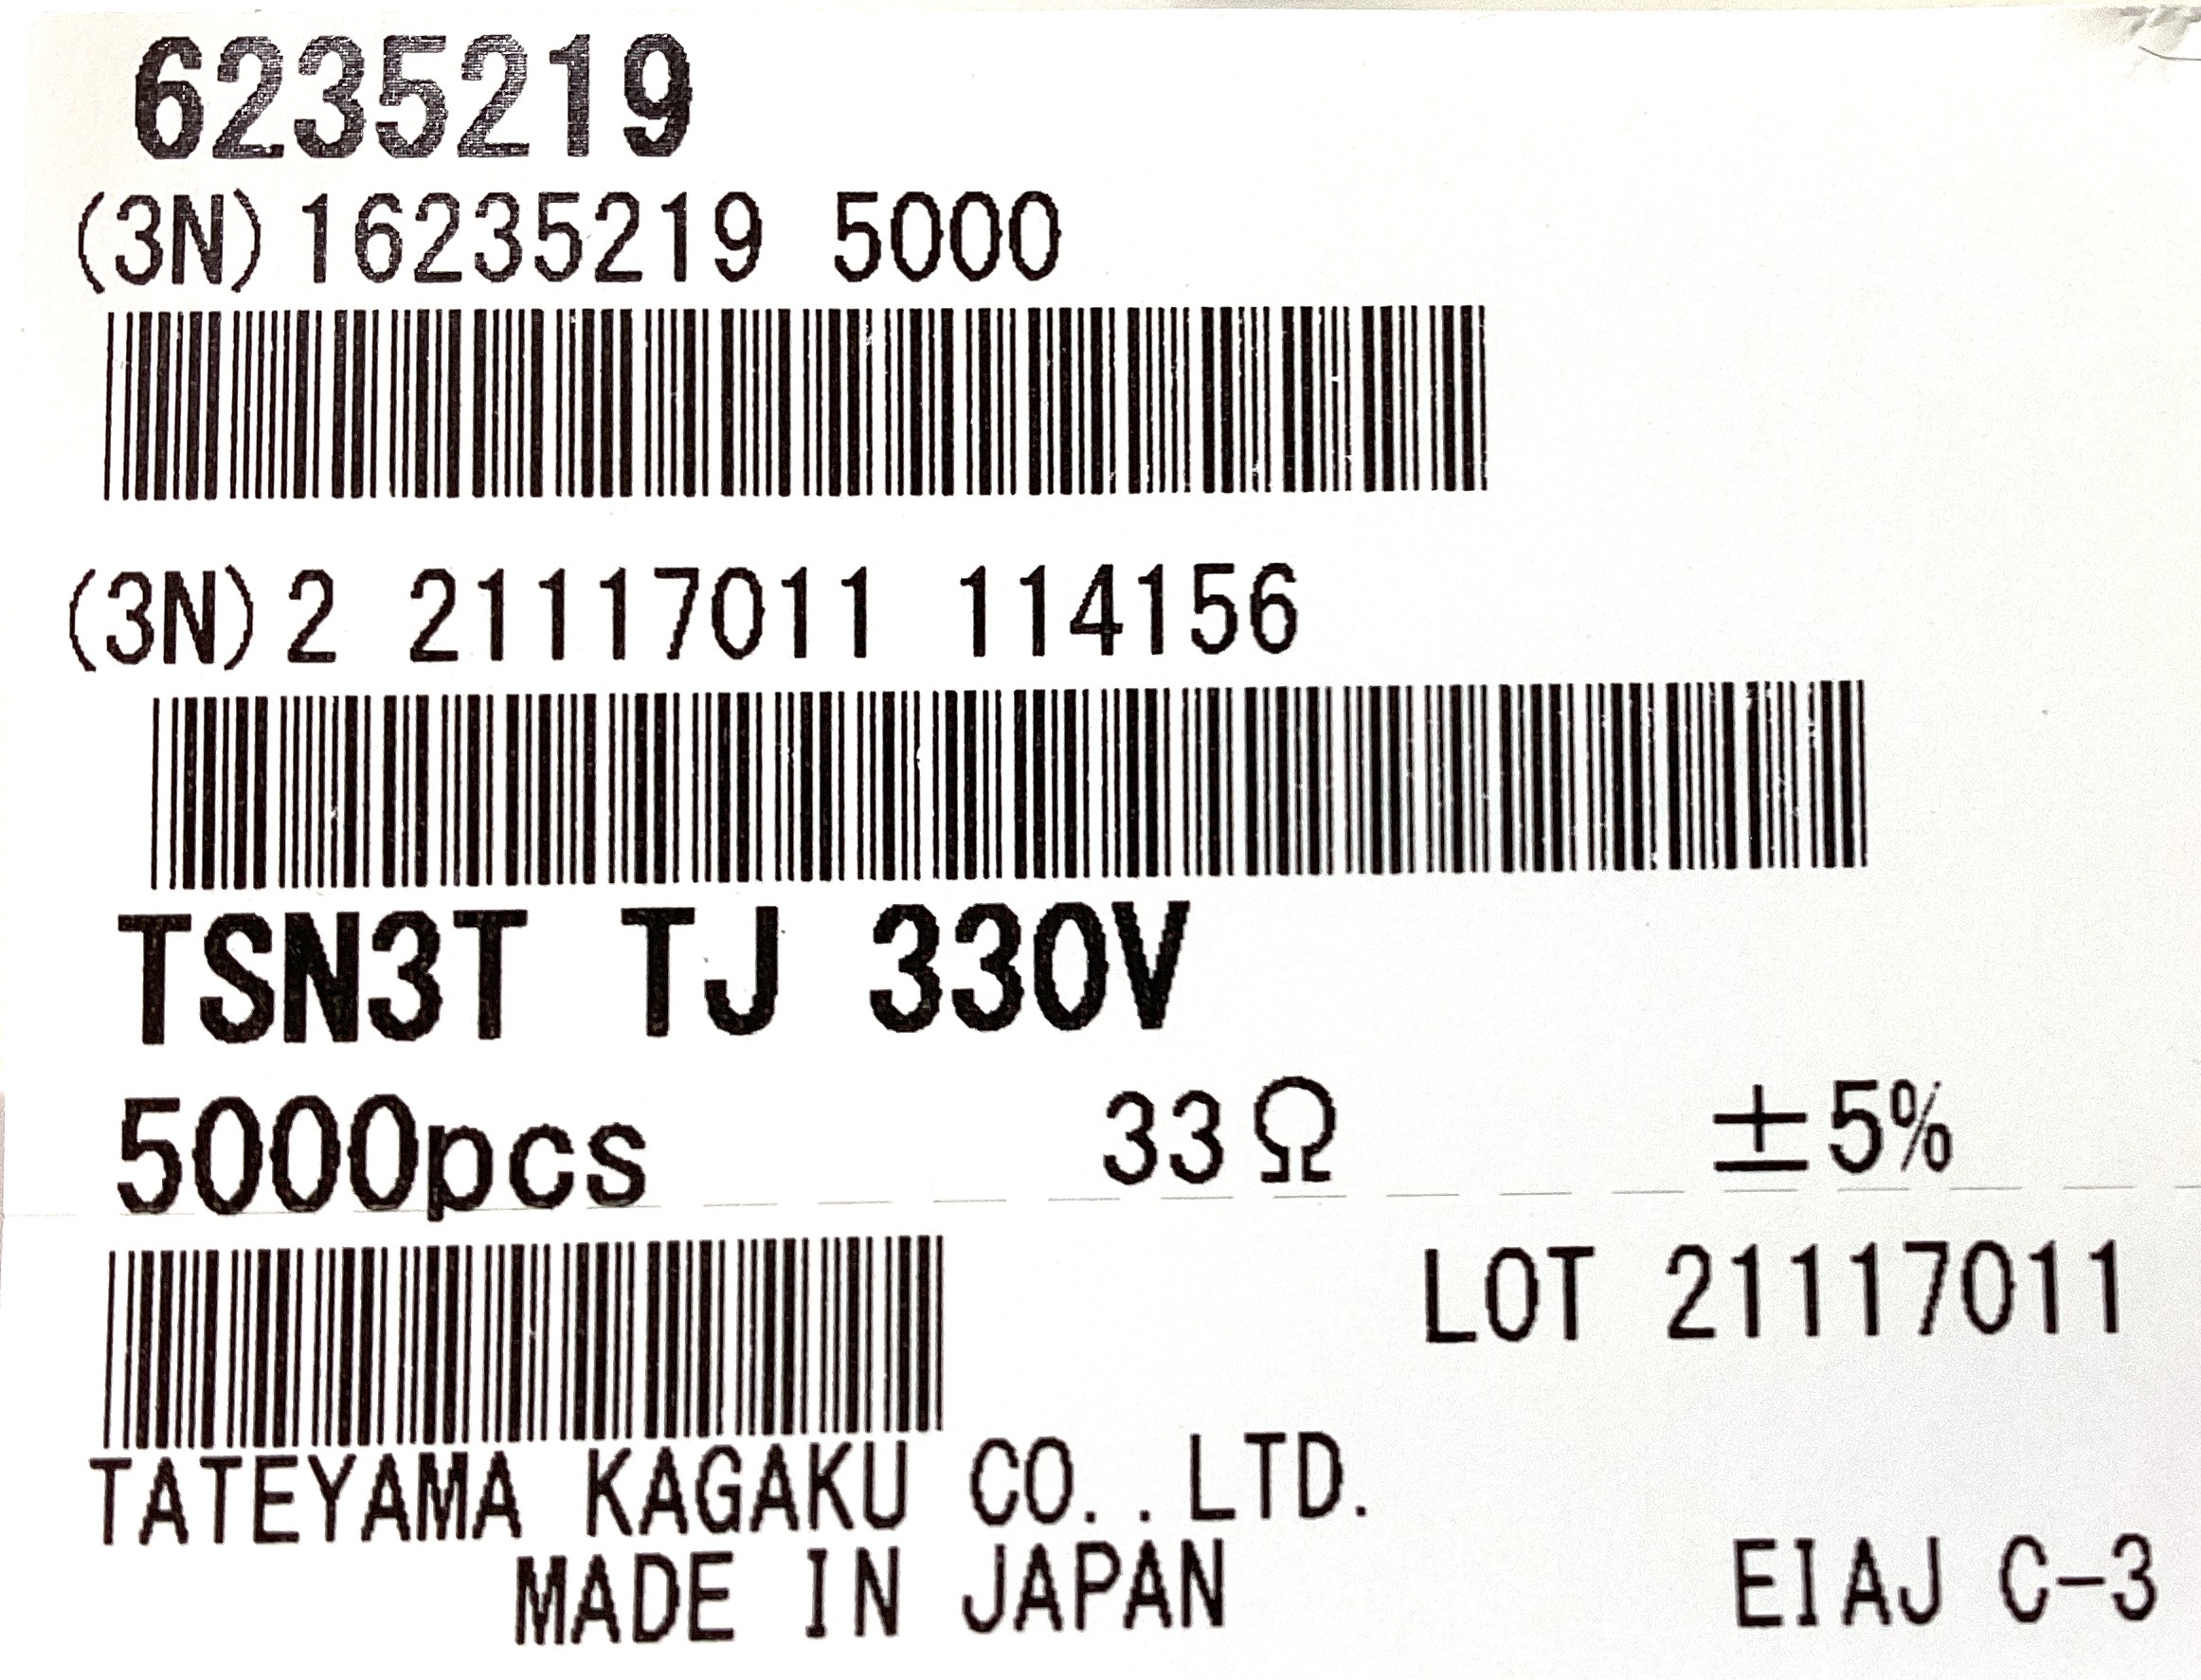 6235219
(3N)16235219 5000
(3N)2 21117011 114156
TSN3T TJ 330V
5000pcs 33Ω ±5%
LOT 21117011
TATEYAMA KAGAKU CO..LTD.
MADE IN JAPAN
EIAJ C-3